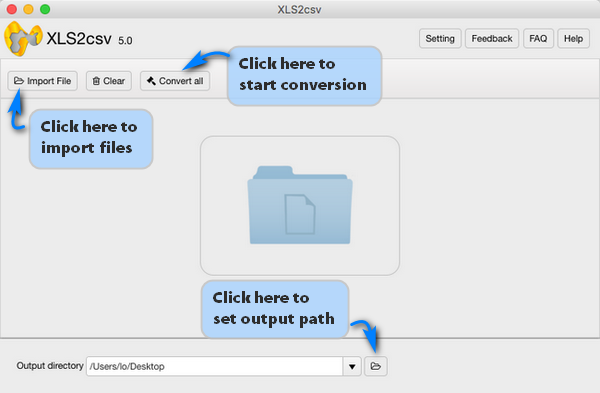 XLS2csv
XLS2csv 5.0
Setting Feedback FAQ Help
Import File Clear Convert all
Click here to
start conversion
Click here to
import files
Click here to
set output path
Output directory /Users/lo/Desktop